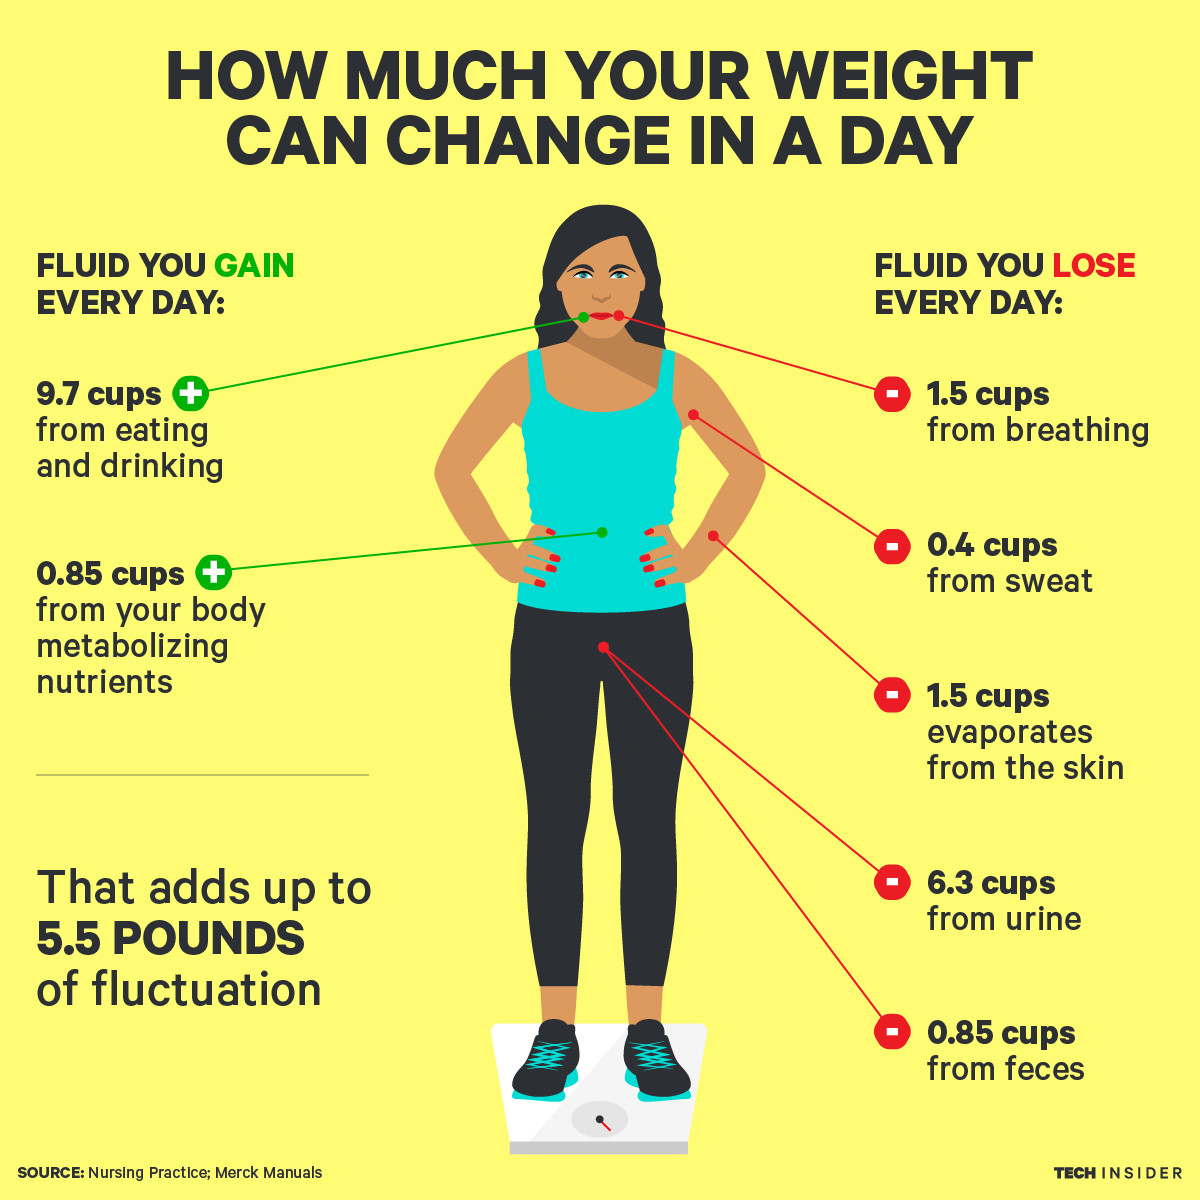 HOW MUCH YOUR WEIGHT
CAN CHANGE IN A DAY
FLUID YOU GAIN
EVERY DAY:
9.7 cups +
from eating
and drinking
0.85 cups +
from your body
metabolizing
nutrients
That adds up to
5.5 POUNDS
of fluctuation
FLUID YOU LOSE
EVERY DAY:
- 1.5 cups
from breathing
- 0.4 cups
from sweat
- 1.5 cups
evaporates
from the skin
- 6.3 cups
from urine
- 0.85 cups
from feces
SOURCE: Nursing Practice; Merck Manuals
TECH INSIDER